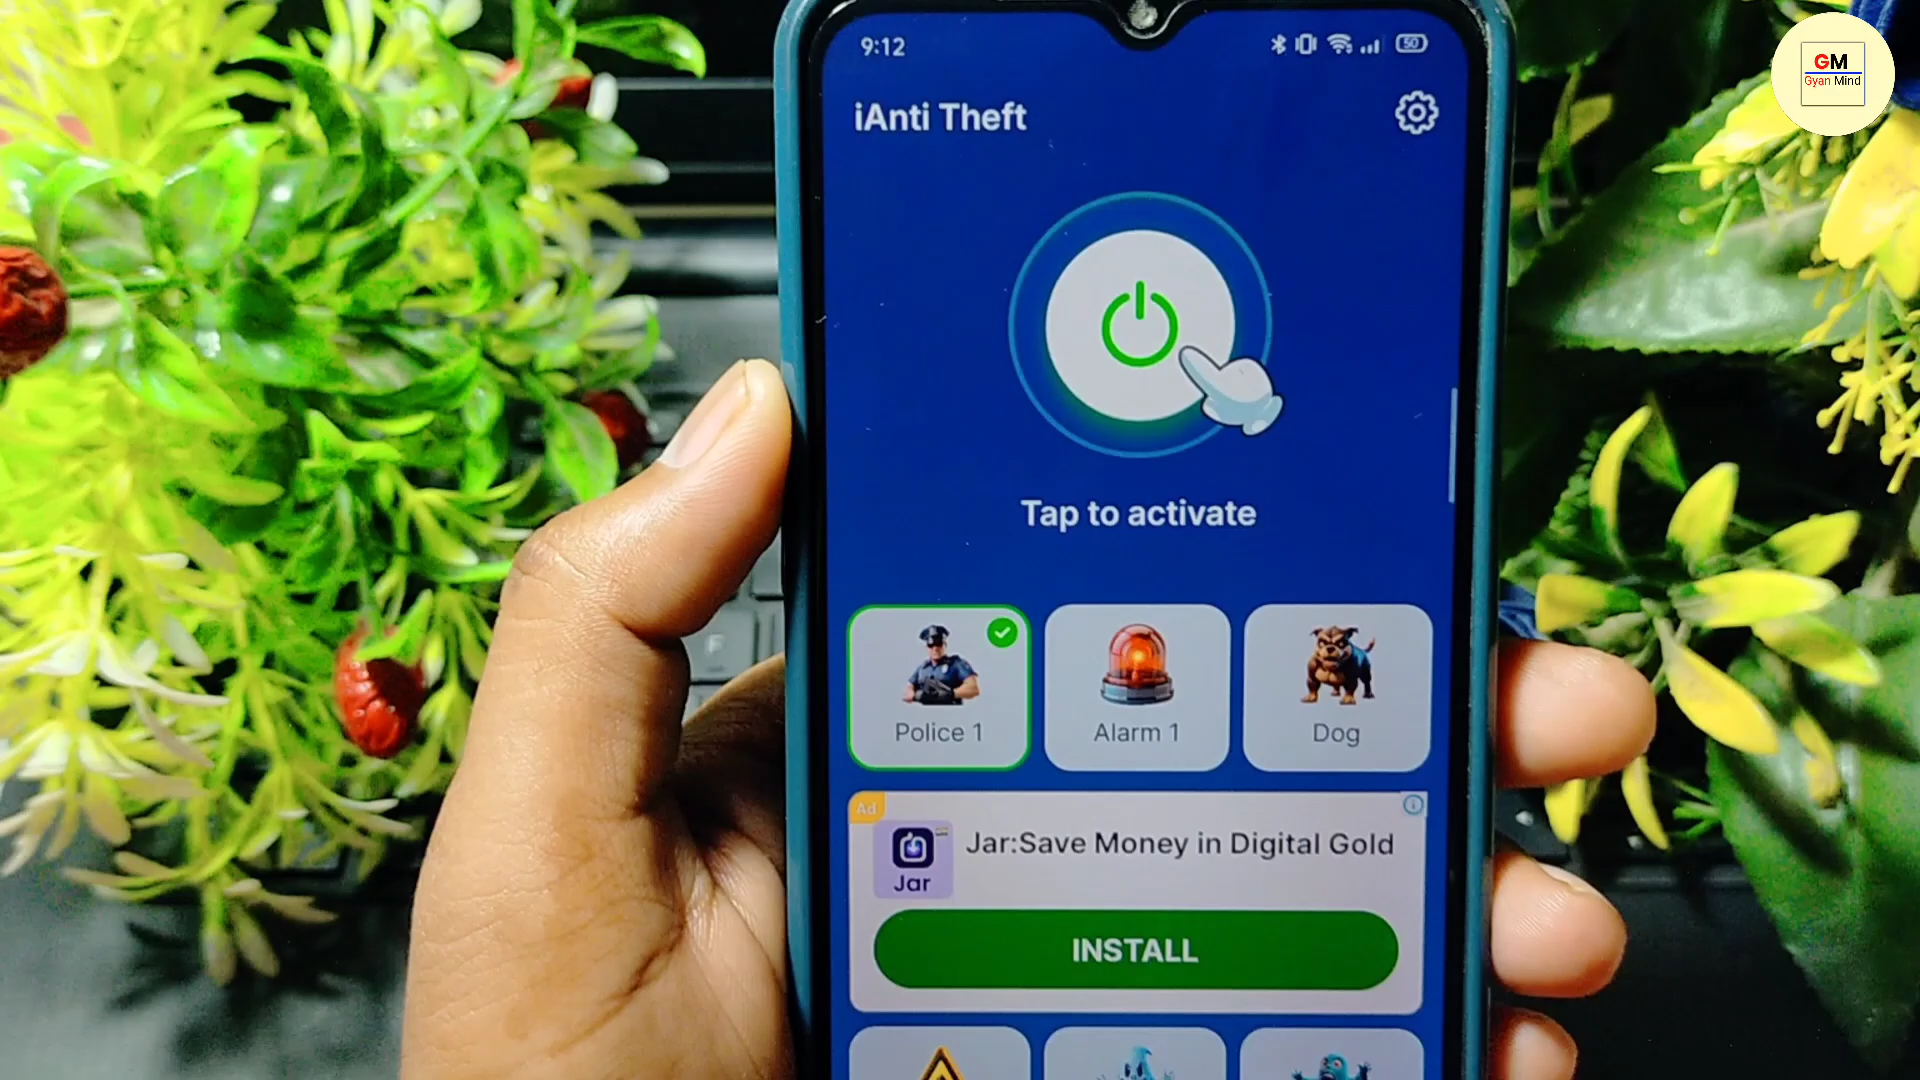 9:12
50
GM
Gyan Mind
iAnti Theft
Tap to activate
Police 1
Alarm 1
Dog
Ad
Jar:Save Money in Digital Gold
Jar
INSTALL
F